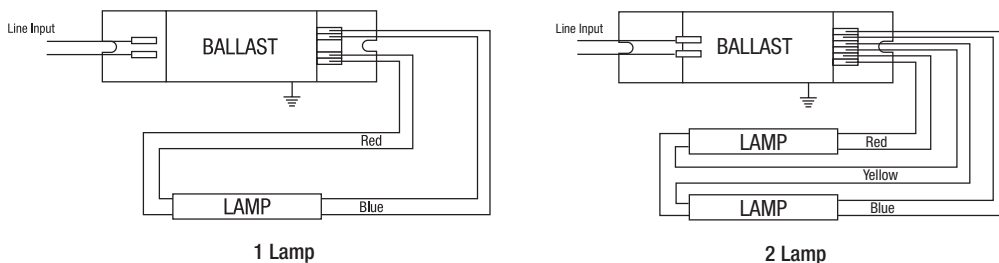 Line Input
BALLAST
Red
LAMP
Blue
1 Lamp
Line Input
BALLAST
LAMP
Red
Yellow
LAMP
Blue
2 Lamp